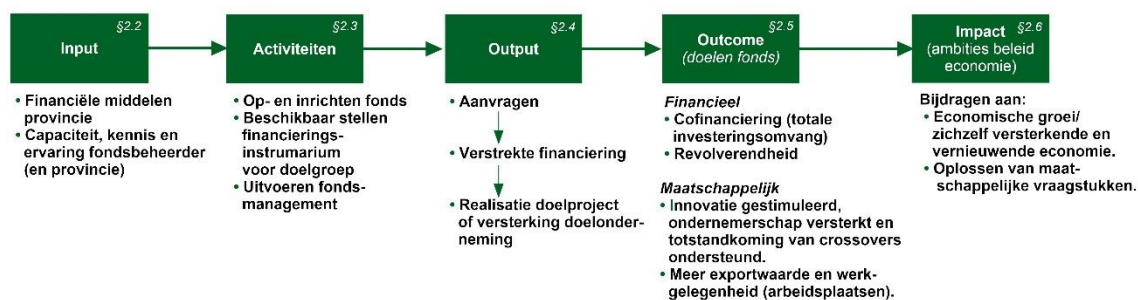 §2.2
Input
• Financiële middelen
provincie
• Capaciteit, kennis en
ervaring fondsbeheerder
(en provincie)
§2.3
Activiteiten
• Op- en inrichten fonds
• Beschikbaar stellen
financierings-
instrumarium
voor doelgroep
• Uitvoeren fonds-
management
§2.4
Output
• Aanvragen
• Verstrekte financiering
• Realisatie doelproject
of versterking doelonder-
neming
§2.5
Outcome
(doelen fonds)
Financieel
• Cofinanciering (totale
investeringsomvang)
• Revolverendheid
Maatschappelijk
• Innovatie gestimuleerd,
ondernemerschap versterkt en
totstandkoming van crossovers
ondersteund.
• Meer exportwaarde en werk-
gelegenheid (arbeidsplaatsen).
§2.6
Impact
(ambities beleid
economie)
Bijdragen aan:
• Economische groei/
zichzelf versterkende en
vernieuwende economie.
• Oplossen van maat-
schappelijke vraagstukken.